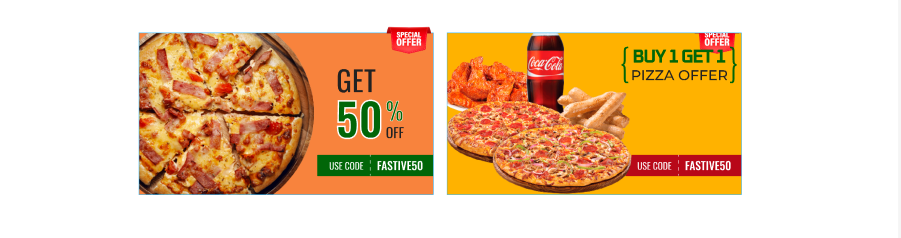 SPECIAL
OFFER
GET
50%
OFF
USE CODE FASTIVE50
SPECIAL
OFFER
{BUY 1 GET 1}
PIZZA OFFER
Coca-Cola
USE CODE FASTIVE50